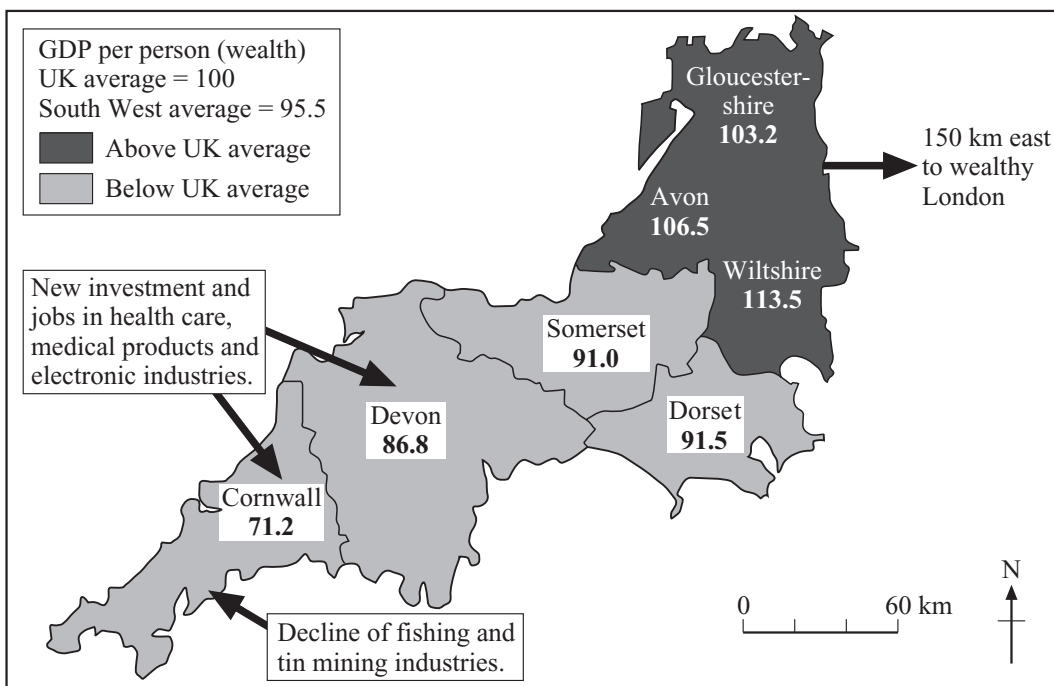 GDP per person (wealth)
UK average = 100
South West average = 95.5
Above UK average
Below UK average
Gloucester-
shire
103.2
150 km east
to wealthy
London
Avon
106.5
Wiltshire
113.5
New investment and
jobs in health care,
medical products and
electronic industries.
Somerset
91.0
Devon
86.8
Dorset
91.5
Cornwall
71.2
Decline of fishing and
tin mining industries.
0 60 km
N